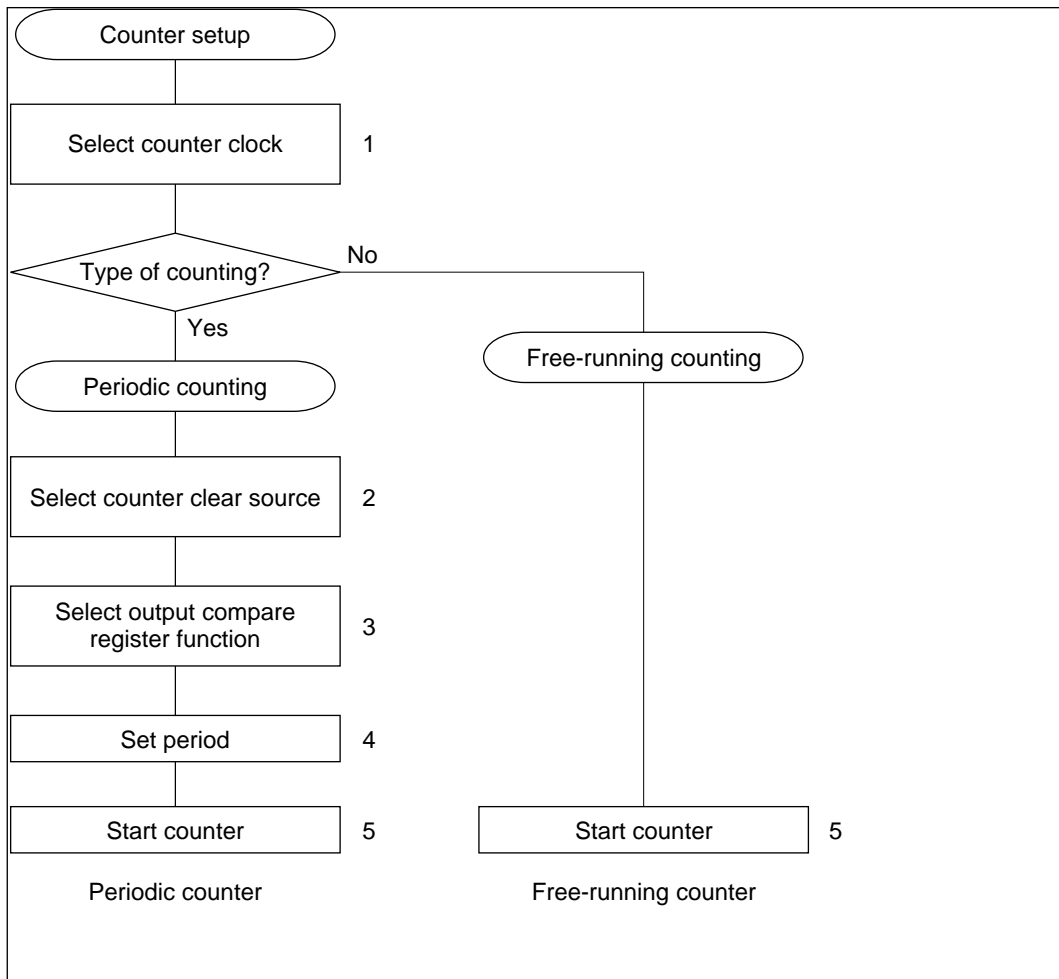 Counter setup
Select counter clock
1
Type of counting?
No
Yes
Free-running counting
Periodic counting
Select counter clear source
2
Select output compare
register function
3
Set period
4
Start counter
5
Start counter
5
Periodic counter
Free-running counter